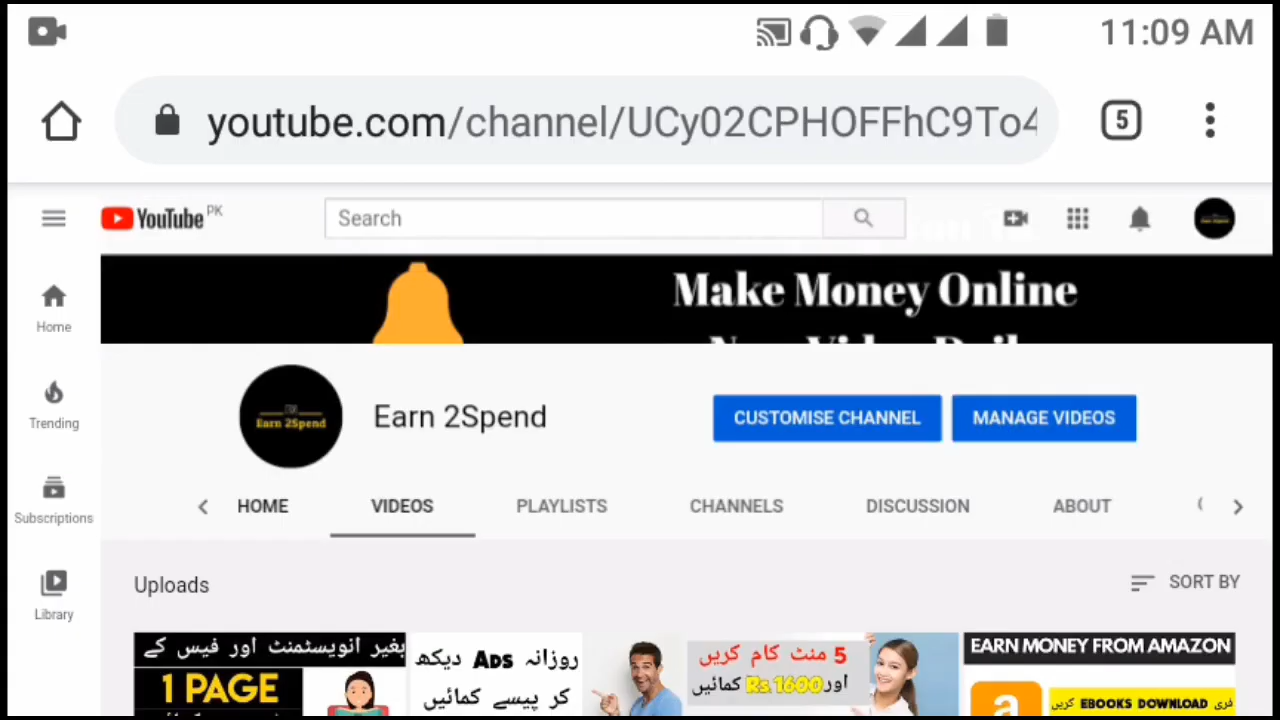 11:09 AM
youtube.com/channel/UCy02CPHOFFhC9To4
5
YouTube PK
Search
Make Money Online
Home
Earn 2Spend
Earn 2Spend
CUSTOMISE CHANNEL
MANAGE VIDEOS
Trending
HOME
VIDEOS
PLAYLISTS
CHANNELS
DISCUSSION
ABOUT
Subscriptions
Uploads
SORT BY
Library
بغیر انویسٹمنٹ اور فیس کے
1 PAGE
روزانہ ADS دیکھ
کر پیسے کمائیں
5 منٹ کام کریں
اور Rs 1600 کمائیں
EARN MONEY FROM AMAZON
فری EBOOKS DOWNLOAD کریں